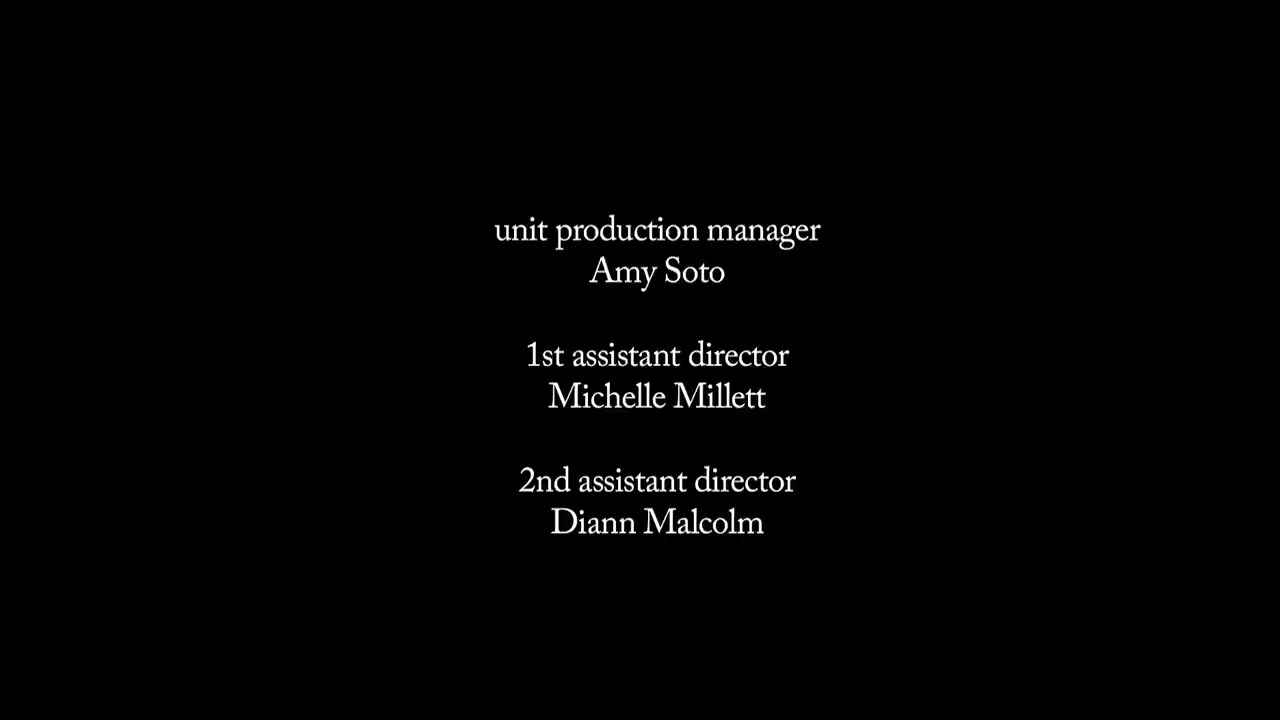 unit production manager
Amy Soto
1st assistant director
Michelle Millett
2nd assistant director
Diann Malcolm